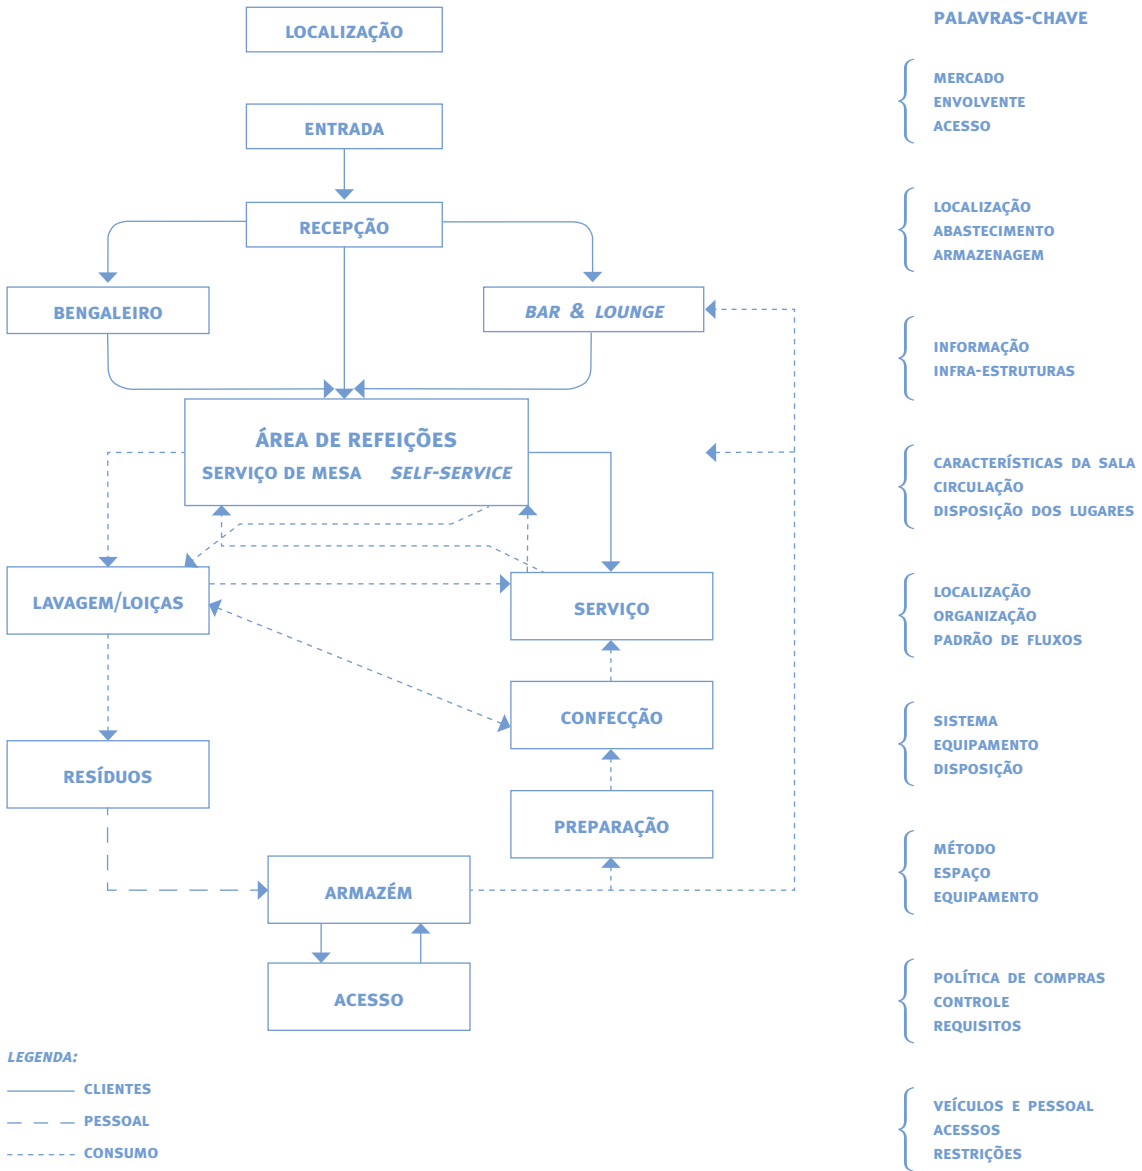 LOCALIZAÇÃO
ENTRADA
RECEPÇÃO
BENGALEIRO
BAR & LOUNGE
ÁREA DE REFEIÇÕES
SERVIÇO DE MESA SELF-SERVICE
LAVAGEM/LOIÇAS
SERVIÇO
CONFECÇÃO
RESÍDUOS
PREPARAÇÃO
ARMAZÉM
ACESSO
LEGENDA:
CLIENTES
PESSOAL
CONSUMO
PALAVRAS-CHAVE
MERCADO
ENVOLVENTE
ACESSO
LOCALIZAÇÃO
ABASTECIMENTO
ARMAZENAGEM
INFORMAÇÃO
INFRA-ESTRUTURAS
CARACTERÍSTICAS DA SALA
CIRCULAÇÃO
DISPOSIÇÃO DOS LUGARES
LOCALIZAÇÃO
ORGANIZAÇÃO
PADRÃO DE FLUXOS
SISTEMA
EQUIPAMENTO
DISPOSIÇÃO
MÉTODO
ESPAÇO
EQUIPAMENTO
POLÍTICA DE COMPRAS
CONTROLE
REQUISITOS
VEÍCULOS E PESSOAL
ACESSOS
RESTRIÇÕES